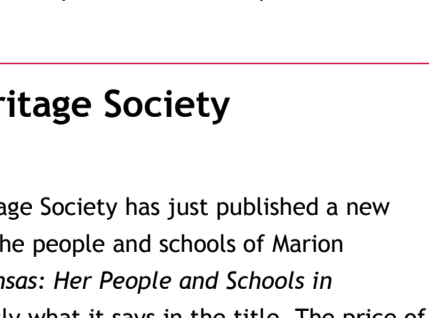 ritage Society
age Society has just published a new
he people and schools of Marion
nsas: Her People and Schools in
ly what it says in the title. The price of